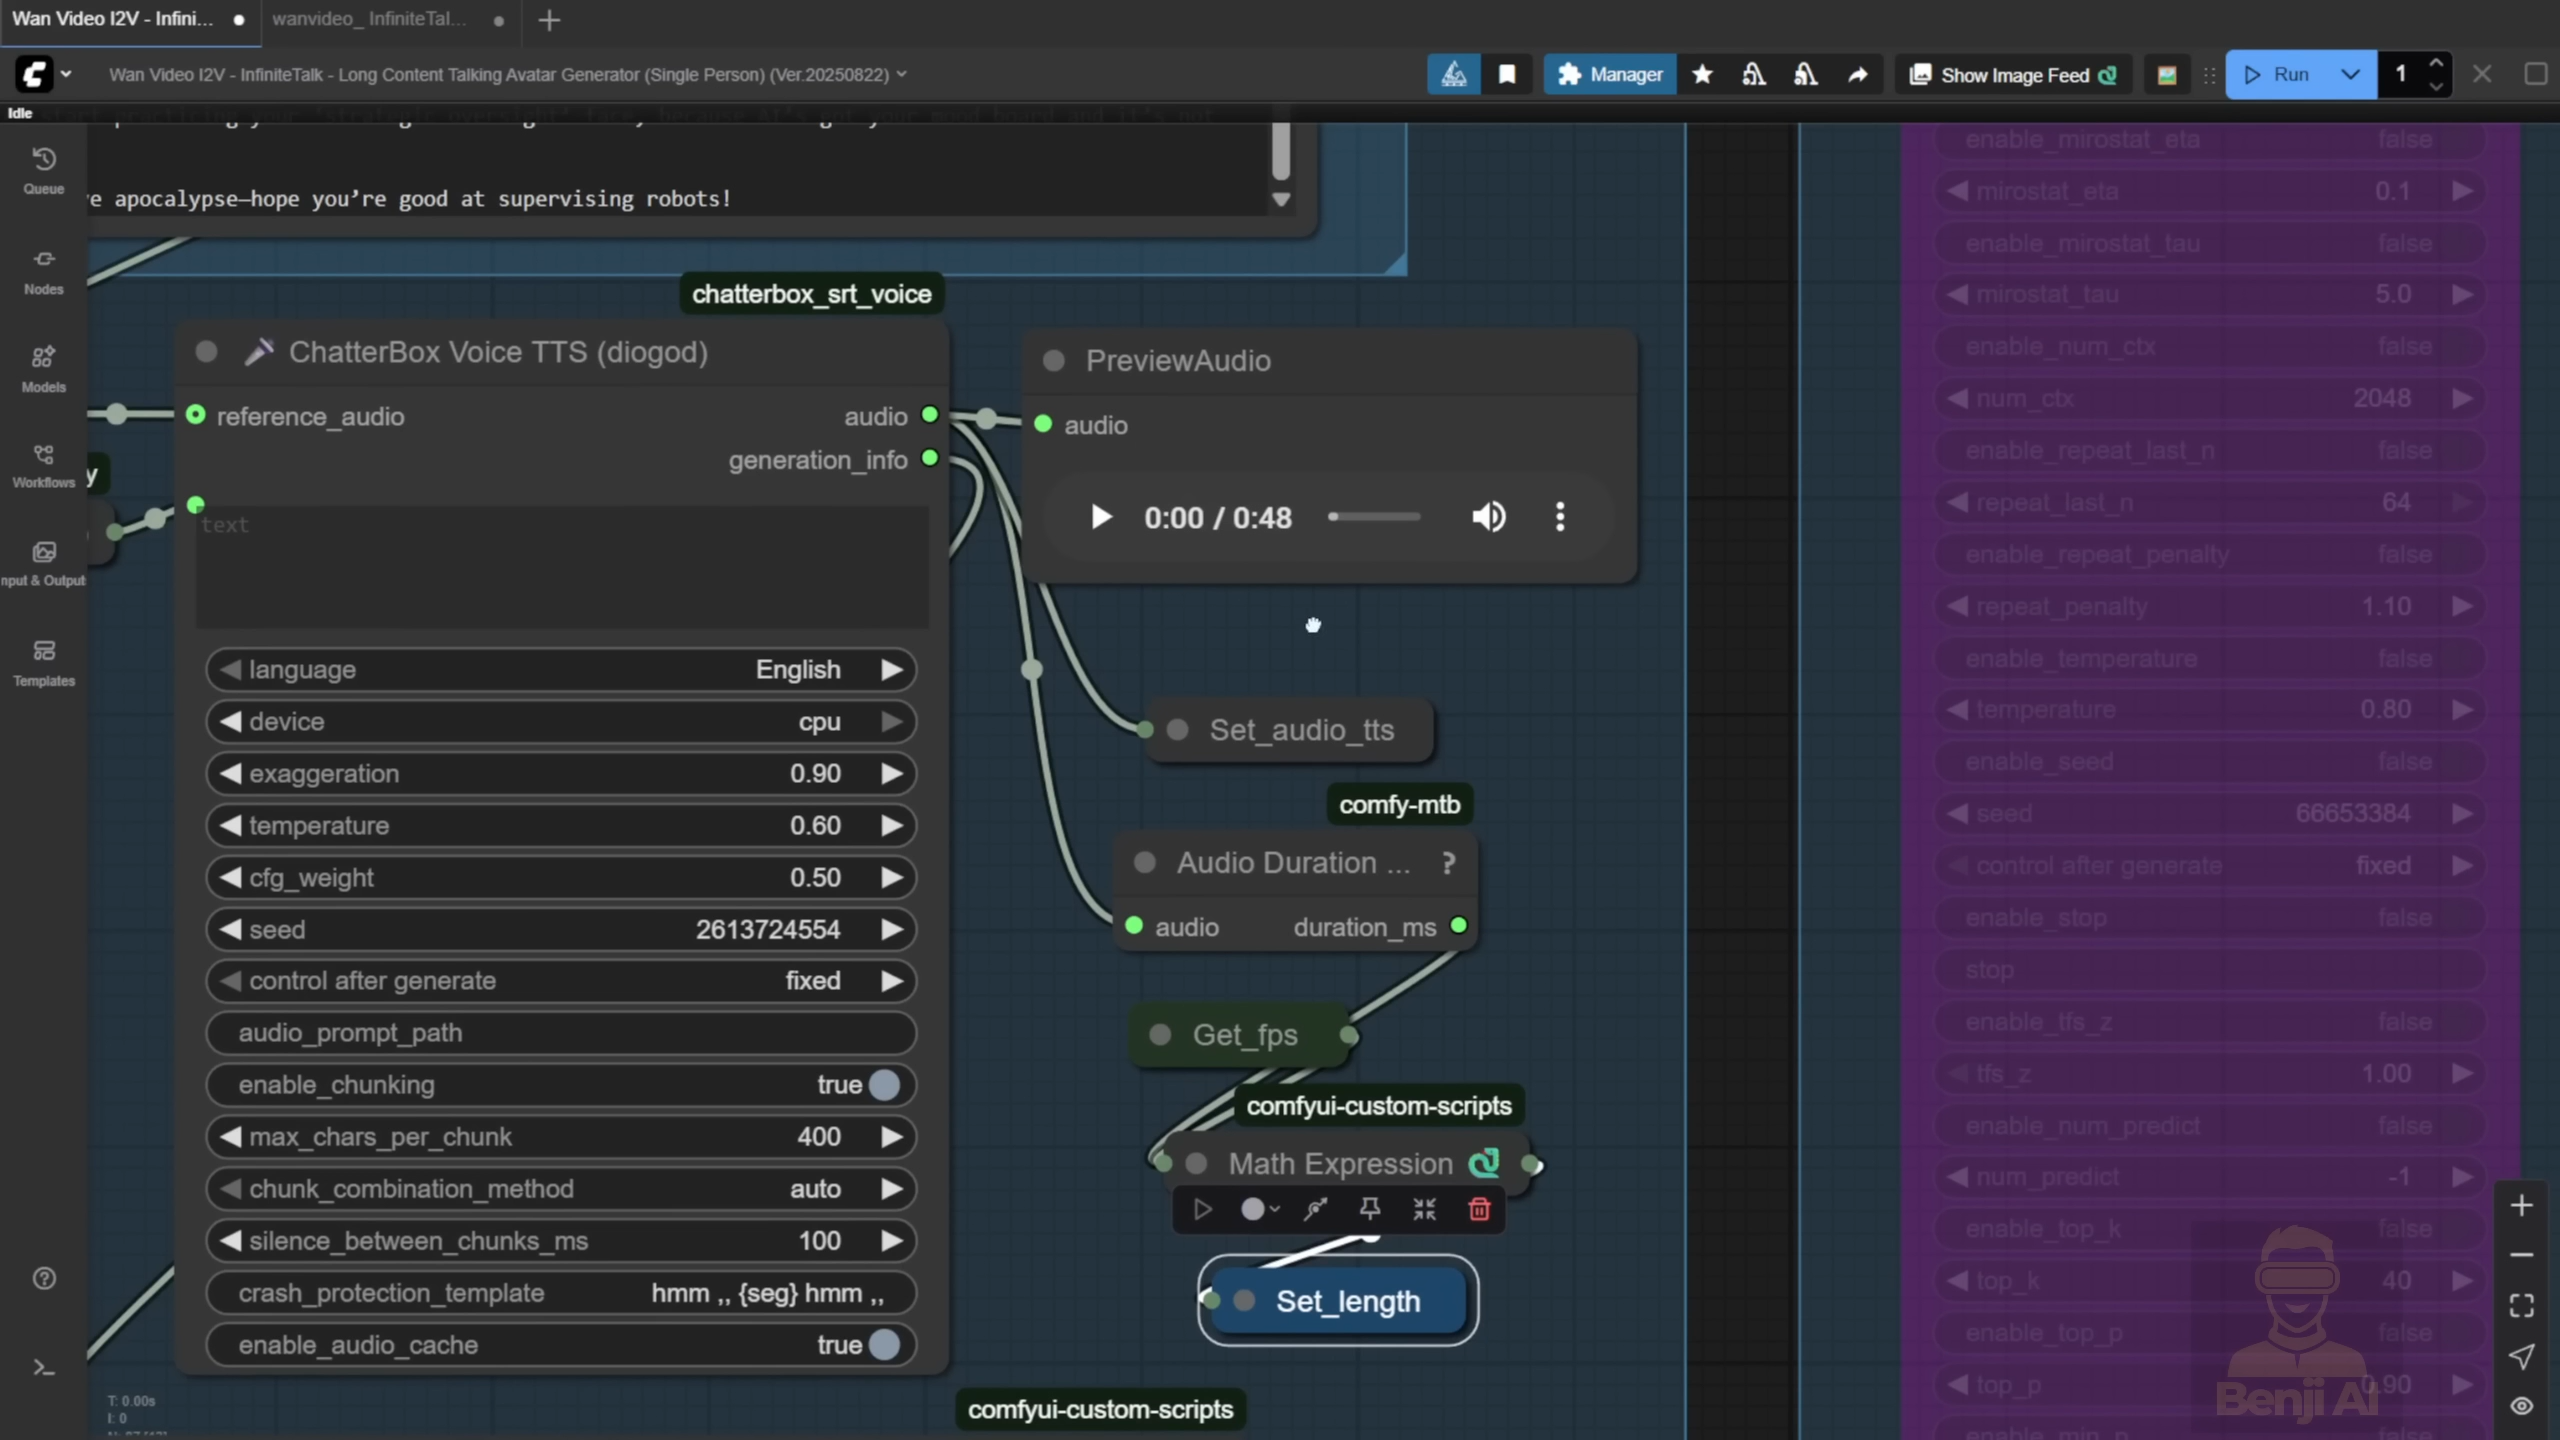 Wan Video I2V - Infini...
wanvideo_ InfiniteTal...
Wan Video I2V - InfiniteTalk - Long Content Talking Avatar Generator (Single Person) (Ver.20250822)
Manager
Show Image Feed
Run
1
Idle
Queue
Nodes
Models
Workflows
nput & Output
Templates
e apocalypse—hope you're good at supervising robots!
chatterbox_srt_voice
ChatterBox Voice TTS (diogod)
reference_audio
audio
generation_info
y
text
language English
device cpu
exaggeration 0.90
temperature 0.60
cfg_weight 0.50
seed 2613724554
control after generate fixed
audio_prompt_path
enable_chunking true
max_chars_per_chunk 400
chunk_combination_method auto
silence_between_chunks_ms 100
crash_protection_template hmm ,, {seg} hmm ,,
enable_audio_cache true
T: 0.00s
I: 0
PreviewAudio
audio
0:00 / 0:48
Set_audio_tts
comfy-mtb
Audio Duration ... ?
audio duration_ms
Get_fps
comfyui-custom-scripts
Math Expression
Set_length
comfyui-custom-scripts
enable_mirostat_eta false
mirostat_eta 0.1
enable_mirostat_tau false
mirostat_tau 5.0
enable_num_ctx false
num_ctx 2048
enable_repeat_last_n false
repeat_last_n 64
enable_repeat_penalty false
repeat_penalty 1.10
enable_temperature false
temperature 0.80
enable_seed false
seed 66653384
control after generate fixed
enable_stop false
stop
enable_tfs_z false
tfs_z 1.00
enable_num_predict false
num_predict -1
enable_top_k false
top_k 40
enable_top_p false
top_p 0.90
Benji AI